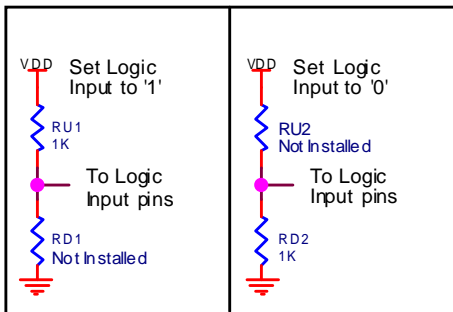 VDD
Set Logic
Input to '1'
RU1
1K
To Logic
Input pins
RD1
Not Installed
VDD
Set Logic
Input to '0'
RU2
Not Installed
To Logic
Input pins
RD2
1K